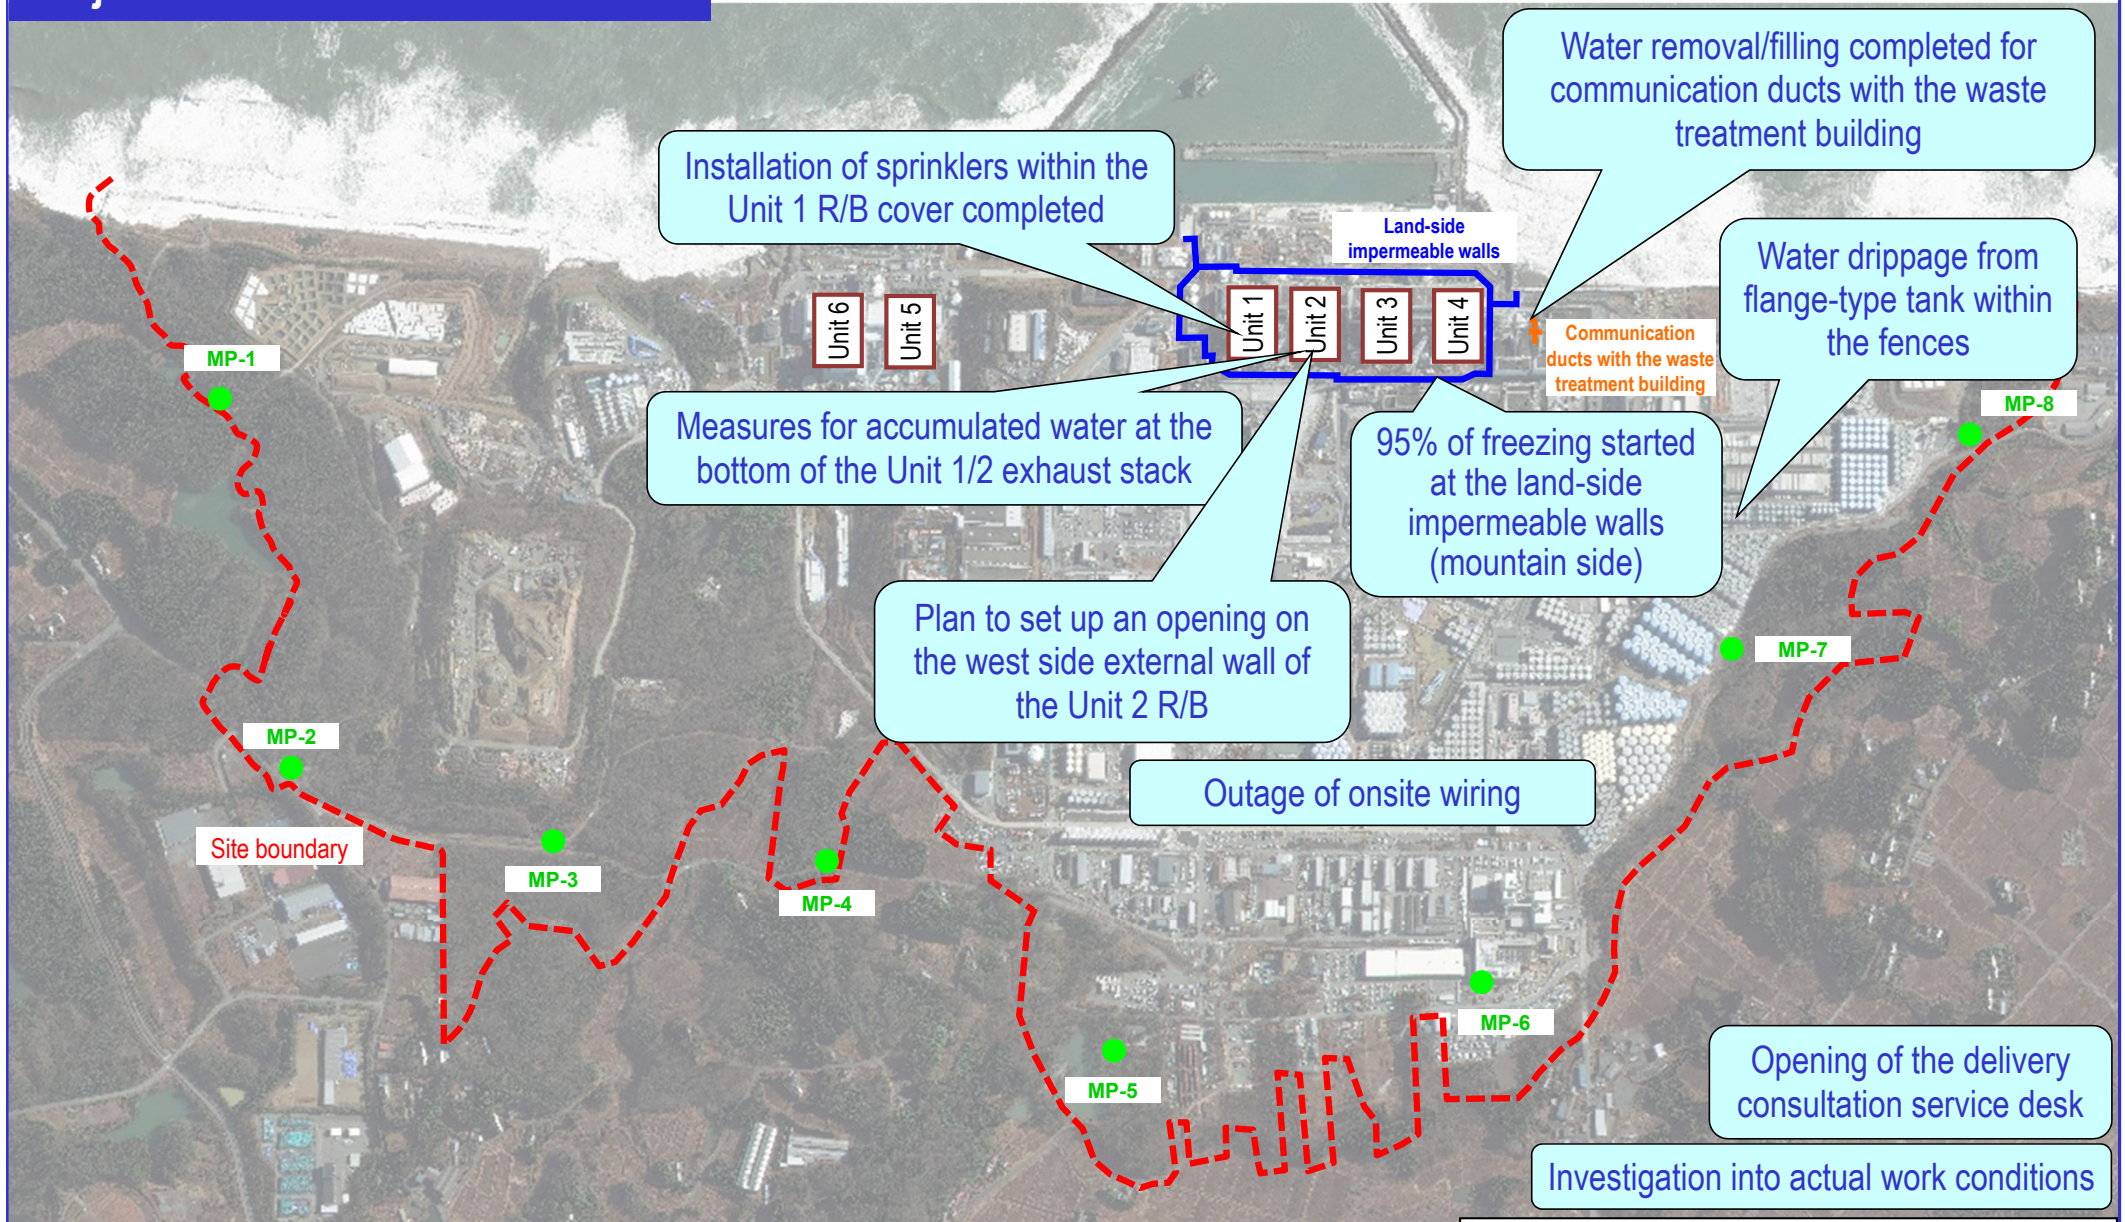 Water removal/filling completed for
communication ducts with the waste
treatment building
Installation of sprinklers within the
Unit 1 R/B cover completed
Land-side
impermeable walls
Water drippage from
flange-type tank within
the fences
Unit 6
Unit 5
Unit 1
Unit 2
Unit 3
Unit 4
Communication
ducts with the waste
treatment building
MP-1
MP-8
Measures for accumulated water at the
bottom of the Unit 1/2 exhaust stack
95% of freezing started
at the land-side
impermeable walls
(mountain side)
Plan to set up an opening on
the west side external wall of
the Unit 2 R/B
MP-7
MP-2
Outage of onsite wiring
Site boundary
MP-3
MP-4
MP-6
MP-5
Opening of the delivery
consultation service desk
Investigation into actual work conditions